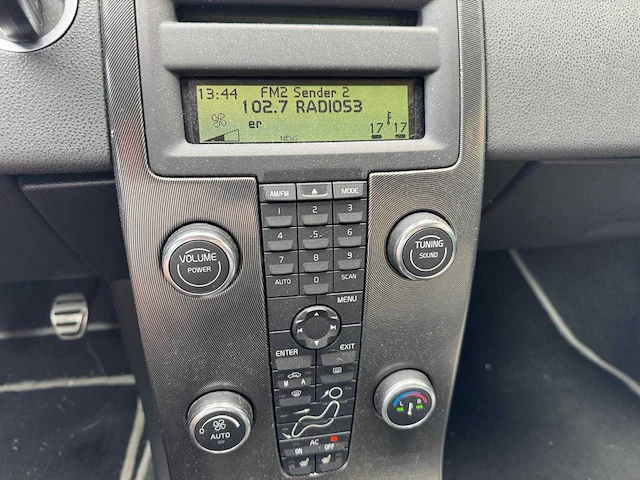 13:44 FM2 Sender 2
102.7 RADIO53
er
17 17
NEWS
AM/FM MODE
1 2 3
4 .5. 6
7 8 9
AUTO 0 SCAN
VOLUME
POWER
TUNING
SOUND
MENU
ENTER EXIT
M A
0 AUTO
AC
ON OFF